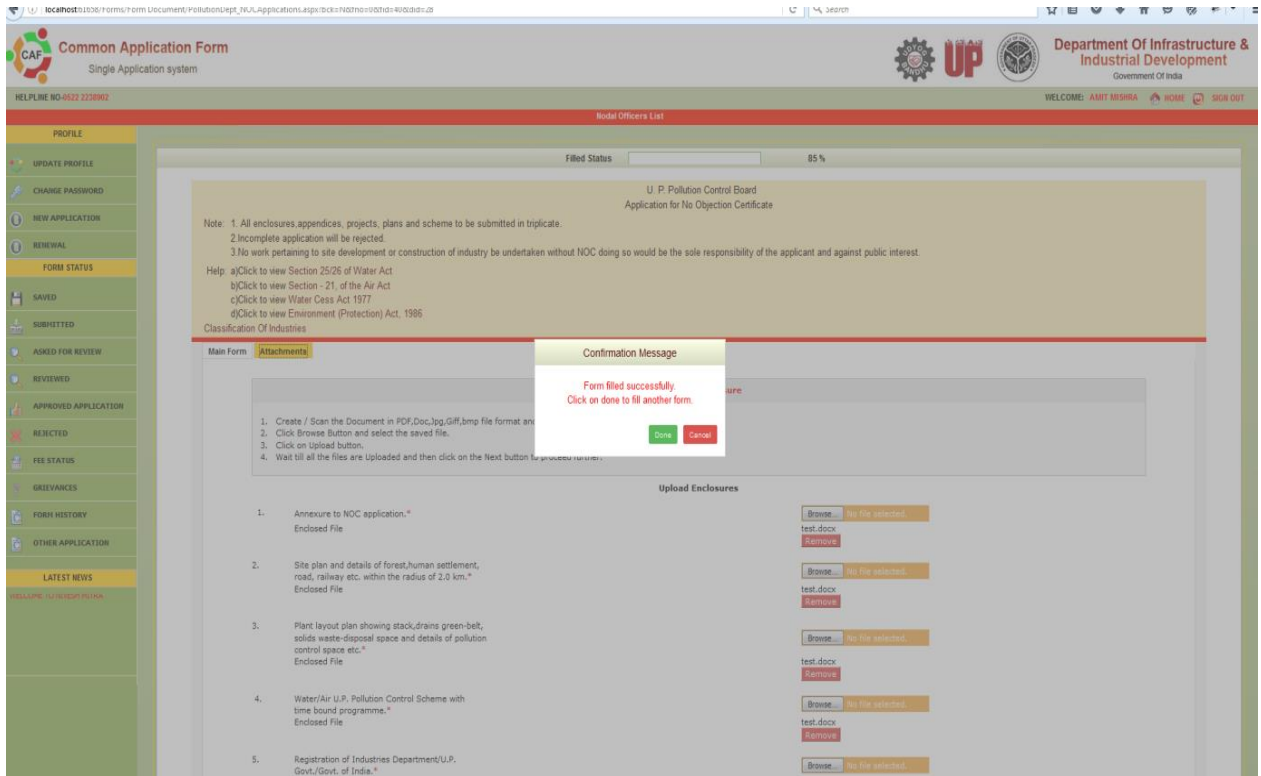 localhost:61658/Forms/Form Document/PollutionDept_NOCApplications.aspx?bck=N&fno=0&fid=40&did=28
Search
CAF
Common Application Form
Single Application system
UP
Department Of Infrastructure &
Industrial Development
Government Of India
HELPLINE NO-0522 2238902
WELCOME: AMIT MISHRA HOME SIGN OUT
Nodal Officers List
PROFILE
UPDATE PROFILE
CHANGE PASSWORD
NEW APPLICATION
RENEWAL
FORM STATUS
SAVED
SUBMITTED
ASKED FOR REVIEW
REVIEWED
APPROVED APPLICATION
REJECTED
FEE STATUS
GRIEVANCES
FORM HISTORY
OTHER APPLICATION
LATEST NEWS
Filled Status 85 %
U. P. Pollution Control Board
Application for No Objection Certificate
Note: 1. All enclosures,appendices, projects, plans and scheme to be submitted in triplicate.
2.Incomplete application will be rejected.
3.No work pertaining to site development or construction of industry be undertaken without NOC doing so would be the sole responsibility of the applicant and against public interest.
Help: a)Click to view Section 25/26 of Water Act
b)Click to view Section - 21, of the Air Act
c)Click to view Water Cess Act 1977
d)Click to view Environment (Protection) Act, 1986
Classification Of Industries
Main Form Attachments
Confirmation Message
Form filled successfully.
Click on done to fill another form.
Done Cancel
1. Create / Scan the Document in PDF,Doc,Jpg,Giff,bmp file format
2. Click Browse Button and select the saved file.
3. Click on Upload button.
4. Wait till all the files are Uploaded and then click on the Next button to proceed further.
Upload Enclosures
1. Annexure to NOC application.* Browse... No file selected.
Enclosed File test.docx
Remove
2. Site plan and details of forest,human settlement,
road, railway etc. within the radius of 2.0 km.* Browse... No file selected.
Enclosed File test.docx
Remove
3. Plant layout plan showing stack,drains green-belt,
solids waste-disposal space and details of pollution
control space etc.* Browse... No file selected.
Enclosed File test.docx
Remove
4. Water/Air U.P. Pollution Control Scheme with
time bound programme.* Browse... No file selected.
Enclosed File test.docx
Remove
5. Registration of Industries Department/U.P.
Govt./Govt. of India.* Browse... No file selected.